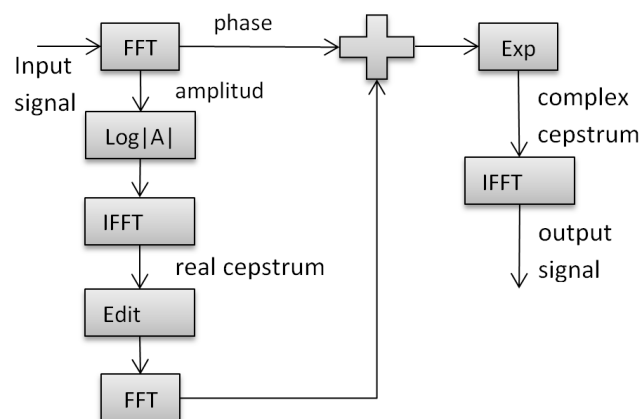 Input
signal
FFT
phase
Exp
amplitud
Log|A|
IFFT
real cepstrum
Edit
FFT
complex
cepstrum
IFFT
output
signal